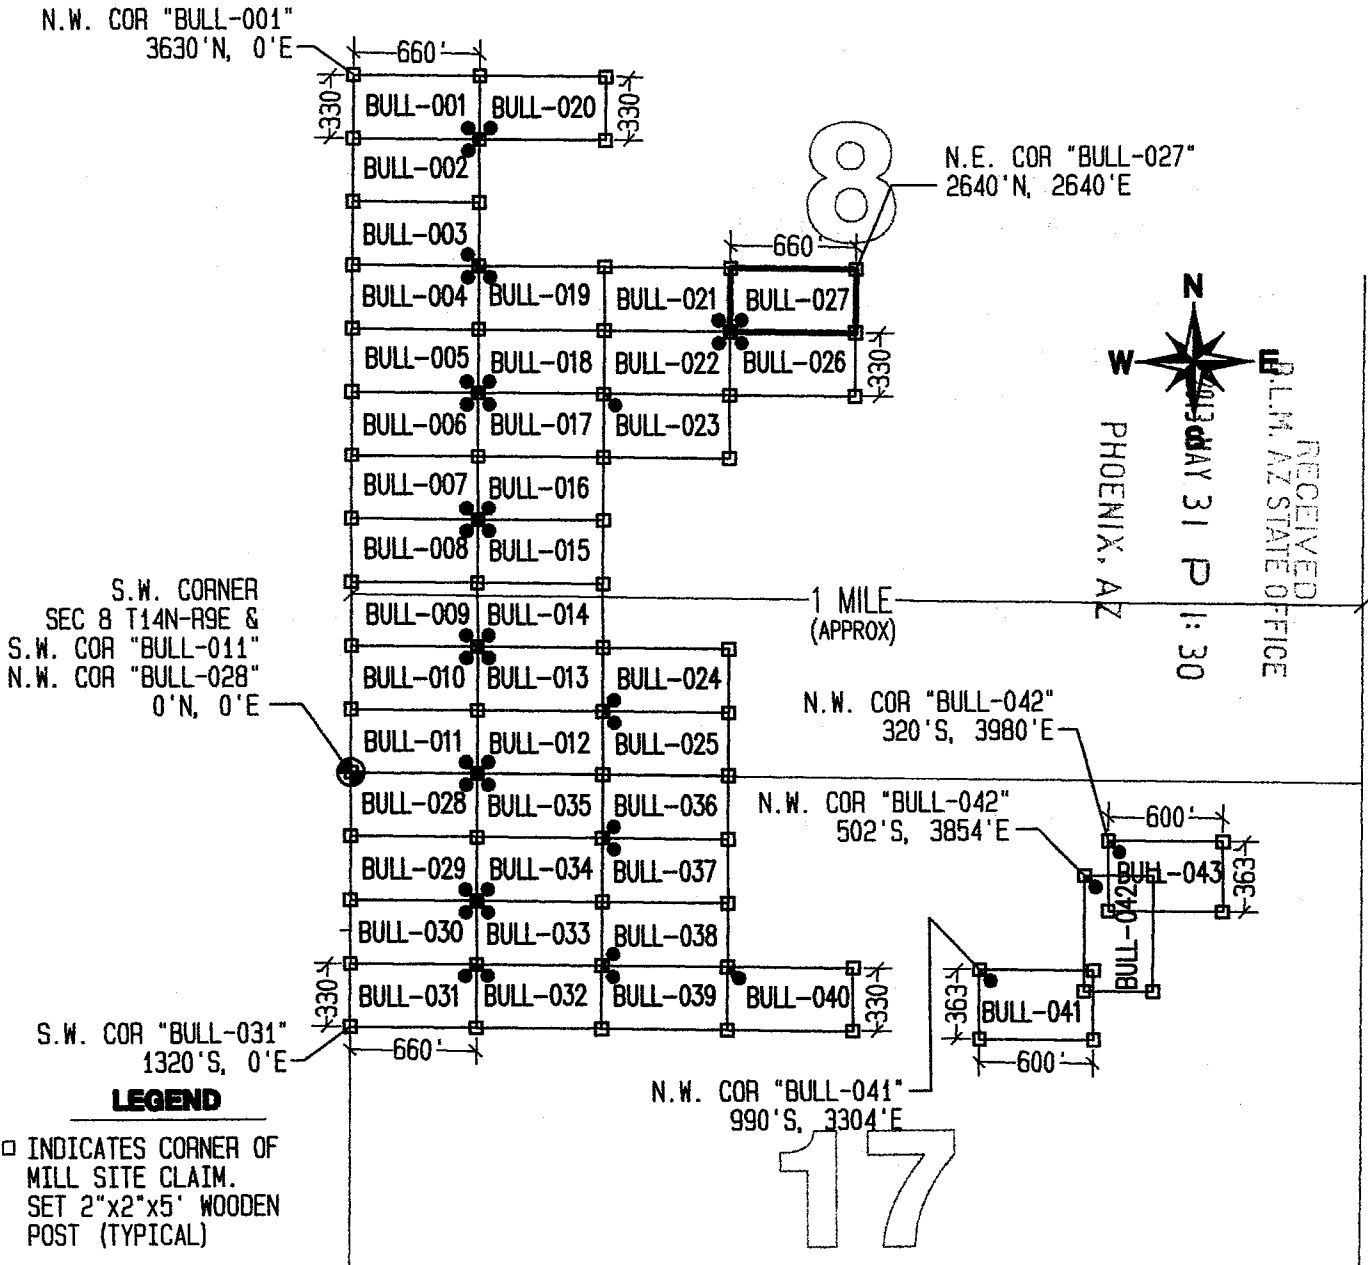 N.W. COR "BULL-001"
3630'N, 0'E
660'
330
BULL-001
BULL-020
330
BULL-002
8
N.E. COR "BULL-027"
2640'N, 2640'E
BULL-003
660'
BULL-004
BULL-019
BULL-021
BULL-027
N
BULL-005
BULL-018
BULL-022
BULL-026
330
W
E
S
BULL-006
BULL-017
BULL-023
RECEIVED
B.L.M. AZ STATE OFFICE
2013 MAY 31 P 1:30
PHOENIX, AZ
BULL-007
BULL-016
BULL-008
BULL-015
S.W. CORNER
SEC 8 T14N-R9E &
S.W. COR "BULL-011"
N.W. COR "BULL-028"
0'N, 0'E
BULL-009
BULL-014
1 MILE
(APPROX)
BULL-010
BULL-013
BULL-024
N.W. COR "BULL-042"
320'S, 3980'E
BULL-011
BULL-012
BULL-025
BULL-028
BULL-035
BULL-036
N.W. COR "BULL-042"
502'S, 3854'E
600'
BULL-029
BULL-034
BULL-037
BULL-043
363
BULL-042
BULL-030
BULL-033
BULL-038
330
BULL-031
BULL-032
BULL-039
BULL-040
330
363
BULL-041
S.W. COR "BULL-031"
1320'S, 0'E
660'
600'
N.W. COR "BULL-041"
990'S, 3304'E
17
LEGEND
INDICATES CORNER OF
MILL SITE CLAIM.
SET 2"x2"x5' WOODEN
POST (TYPICAL)